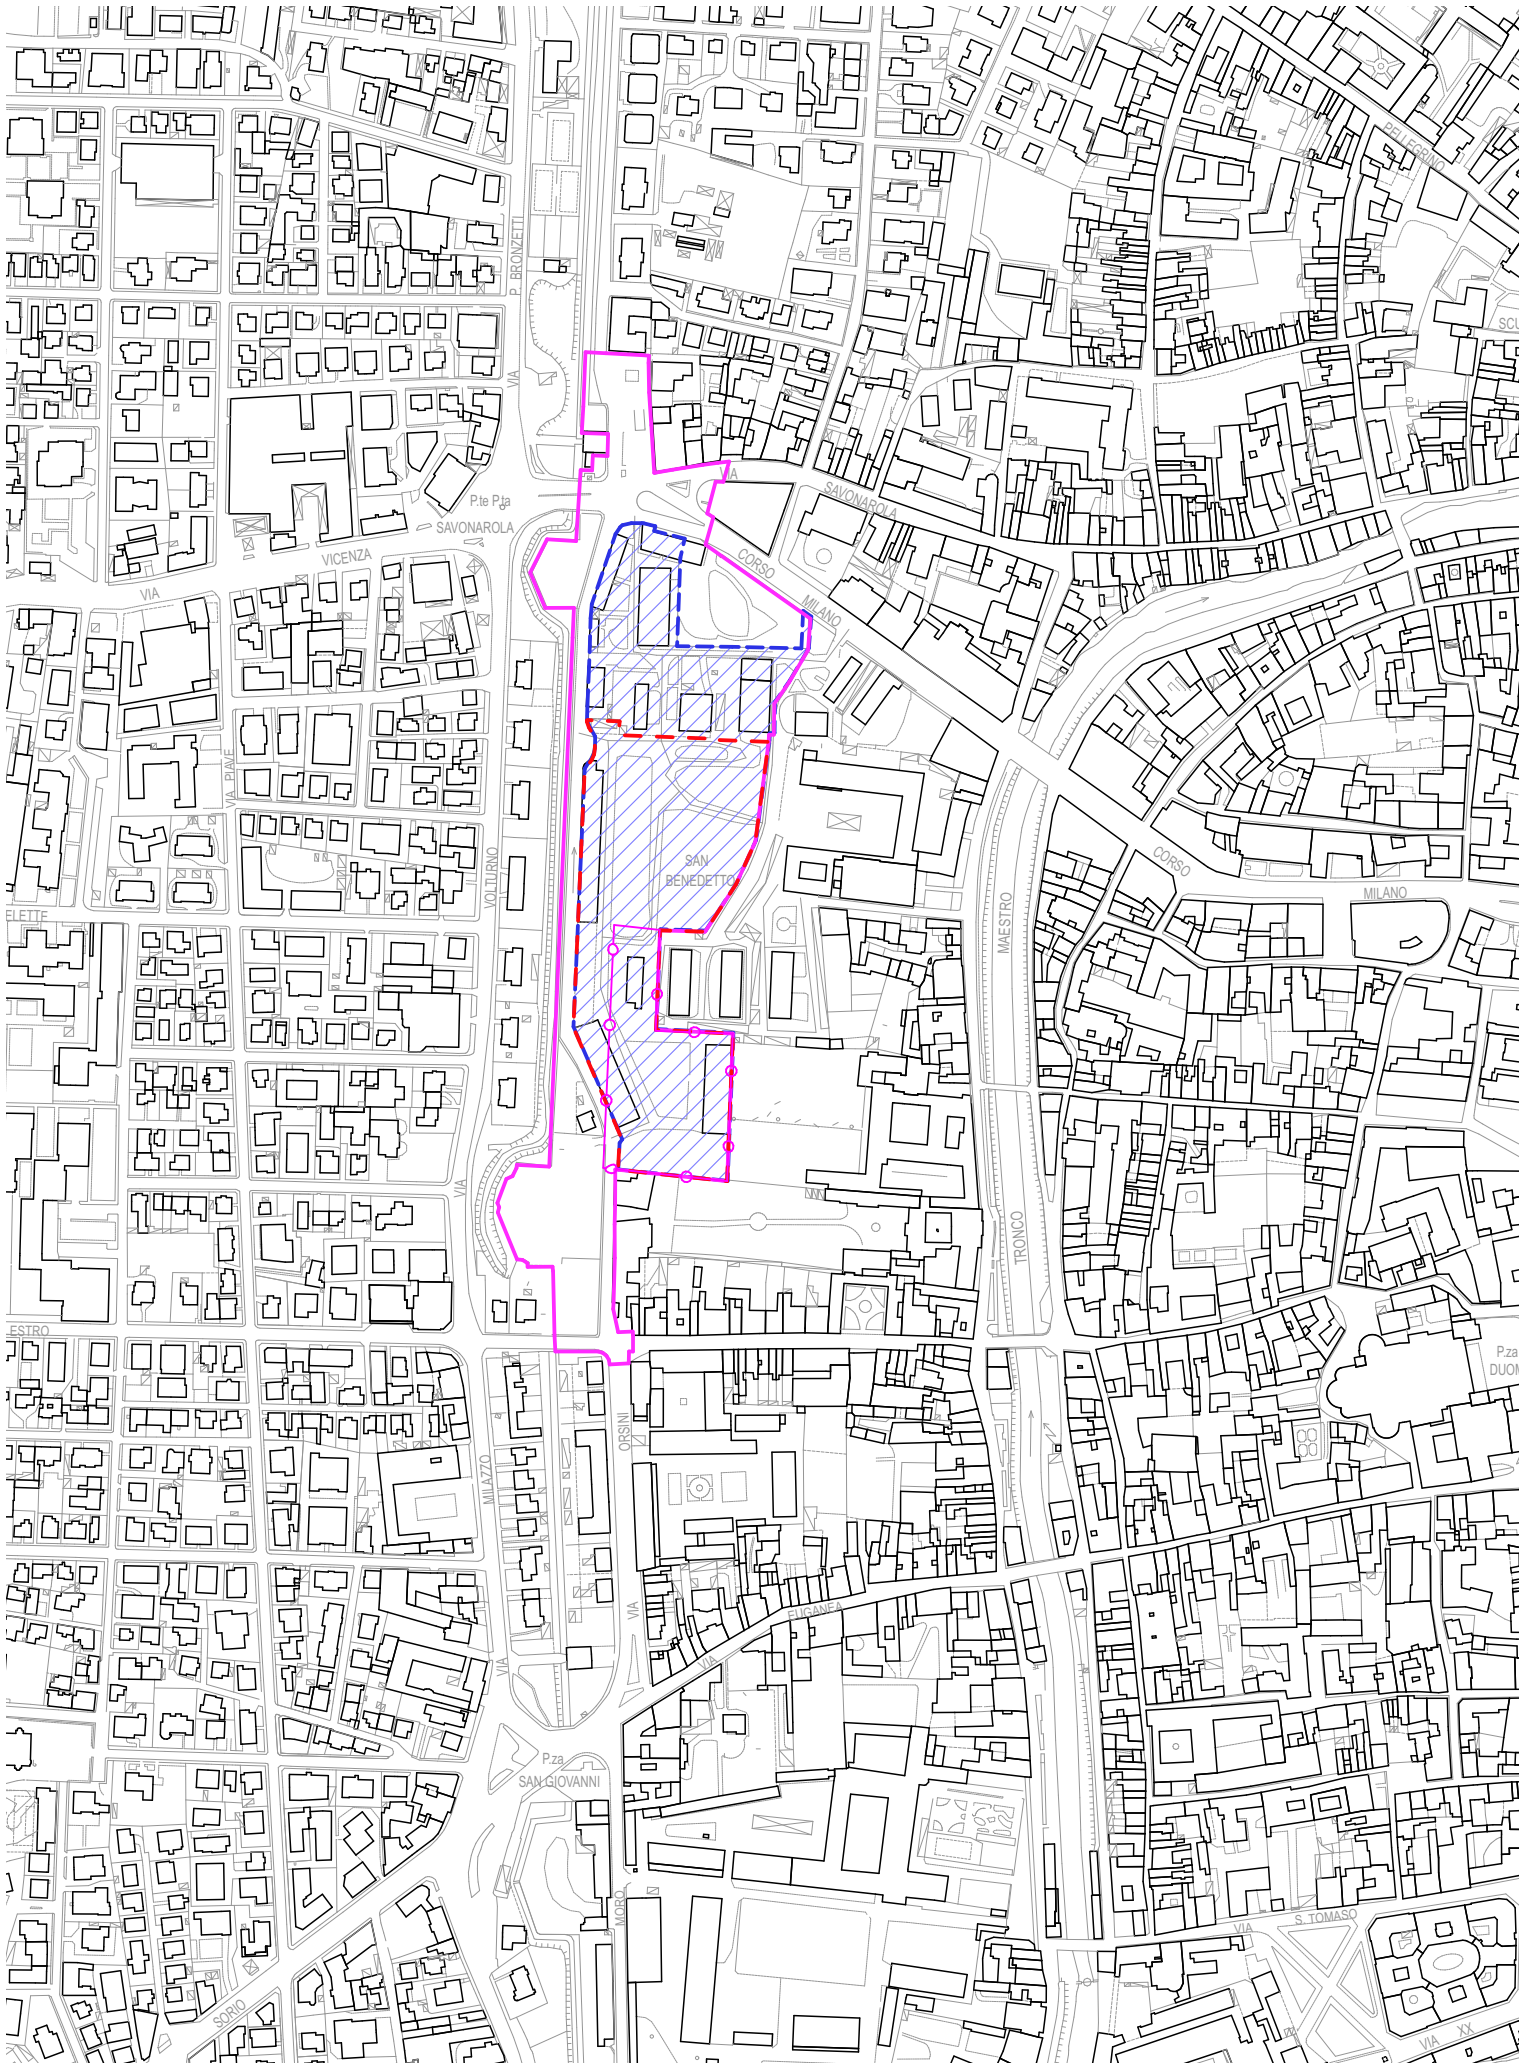 PELLEGRINO
P. BRONZETTI
VIA
SCU
VIA
SAVONAROLA
P.te P.ta
SAVONAROLA
VICENZA
VIA
CORSO
MILANO
VIA PIAVE
VOLTURNO
SAN
BENEDETTO
CORSO
MILANO
MAESTRO
ELETTE
VIA
TRONCO
ESTRO
P.za
DUOM
ORSINI
MILAZZO
VIA
EUGANEA
VIA
VIA
P.za
SAN GIOVANNI
MORO
SORIO
VIA
S. TOMASO
VIA
XX